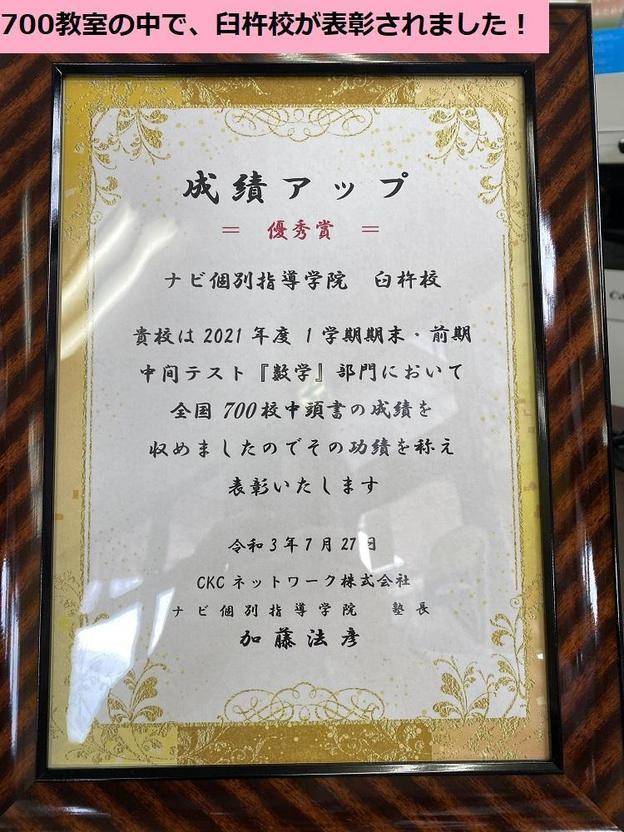 700教室の中で、臼杵校が表彰されました！
成績アップ
＝ 優秀賞 ＝
ナビ個別指導学院 臼杵校
貴校は2021年度 1学期期末・前期
中間テスト『数学』部門において
全国700校中頭書の成績を
収めましたのでその功績を称え
表彰いたします
令和3年7月27日
CKCネットワーク株式会社
ナビ個別指導学院 塾長
加藤法彦